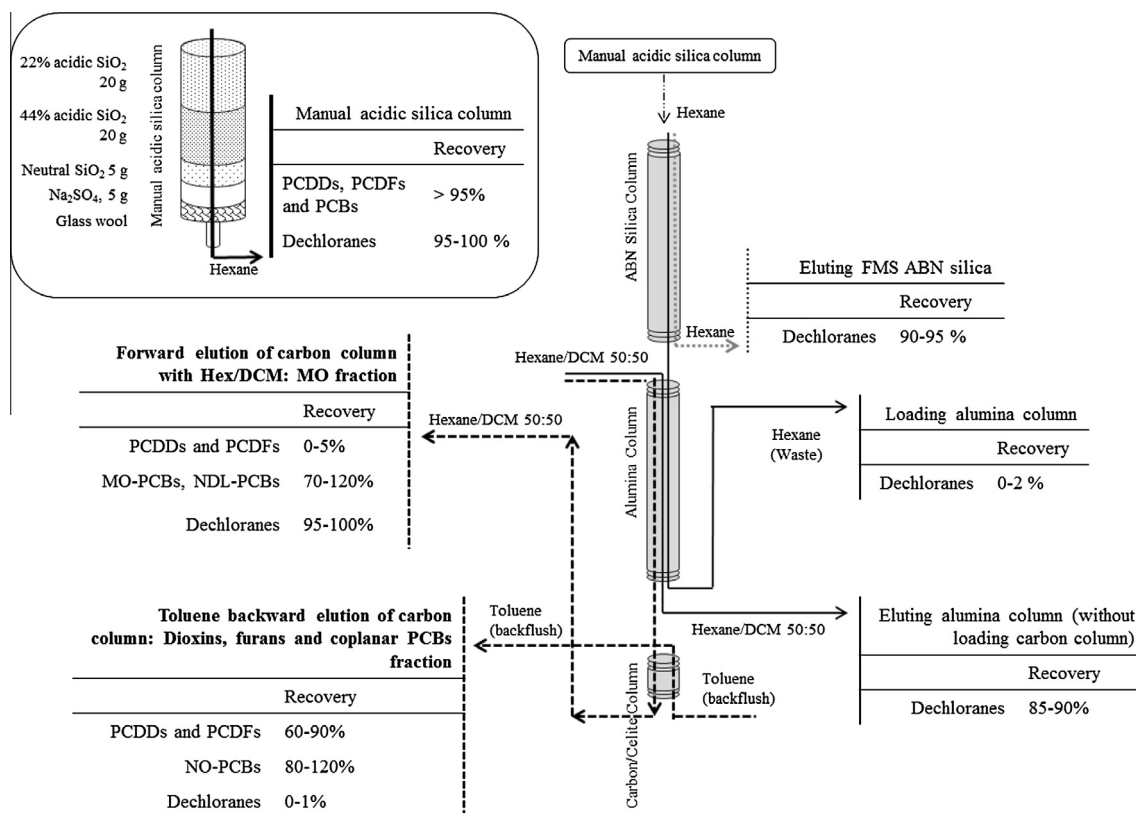 22% acidic SiO₂
20 g
44% acidic SiO₂
20 g
Neutral SiO₂ 5 g
Na₂SO₄, 5 g
Glass wool
Manual acidic silica column
Hexane
Manual acidic silica column
Recovery
PCDDs, PCDFs
and PCBs
> 95%
Dechloranes 95-100 %
Manual acidic silica column
Hexane
ABN Silica Column
Hexane
Eluting FMS ABN silica
Recovery
Dechloranes 90-95 %
Hexane/DCM 50:50
Alumina Column
Forward elution of carbon column
with Hex/DCM: MO fraction
Recovery
PCDDs and PCDFs 0-5%
MO-PCBs, NDL-PCBs 70-120%
Dechloranes 95-100%
Hexane/DCM 50:50
Hexane
(Waste)
Loading alumina column
Recovery
Dechloranes 0-2 %
Hexane/DCM 50:50
Eluting alumina column (without
loading carbon column)
Recovery
Dechloranes 85-90%
Toluene backward elution of carbon
column: Dioxins, furans and coplanar PCBs
fraction
Recovery
PCDDs and PCDFs 60-90%
NO-PCBs 80-120%
Dechloranes 0-1%
Toluene
(backflush)
Carbon/Celite Column
Toluene
(backflush)